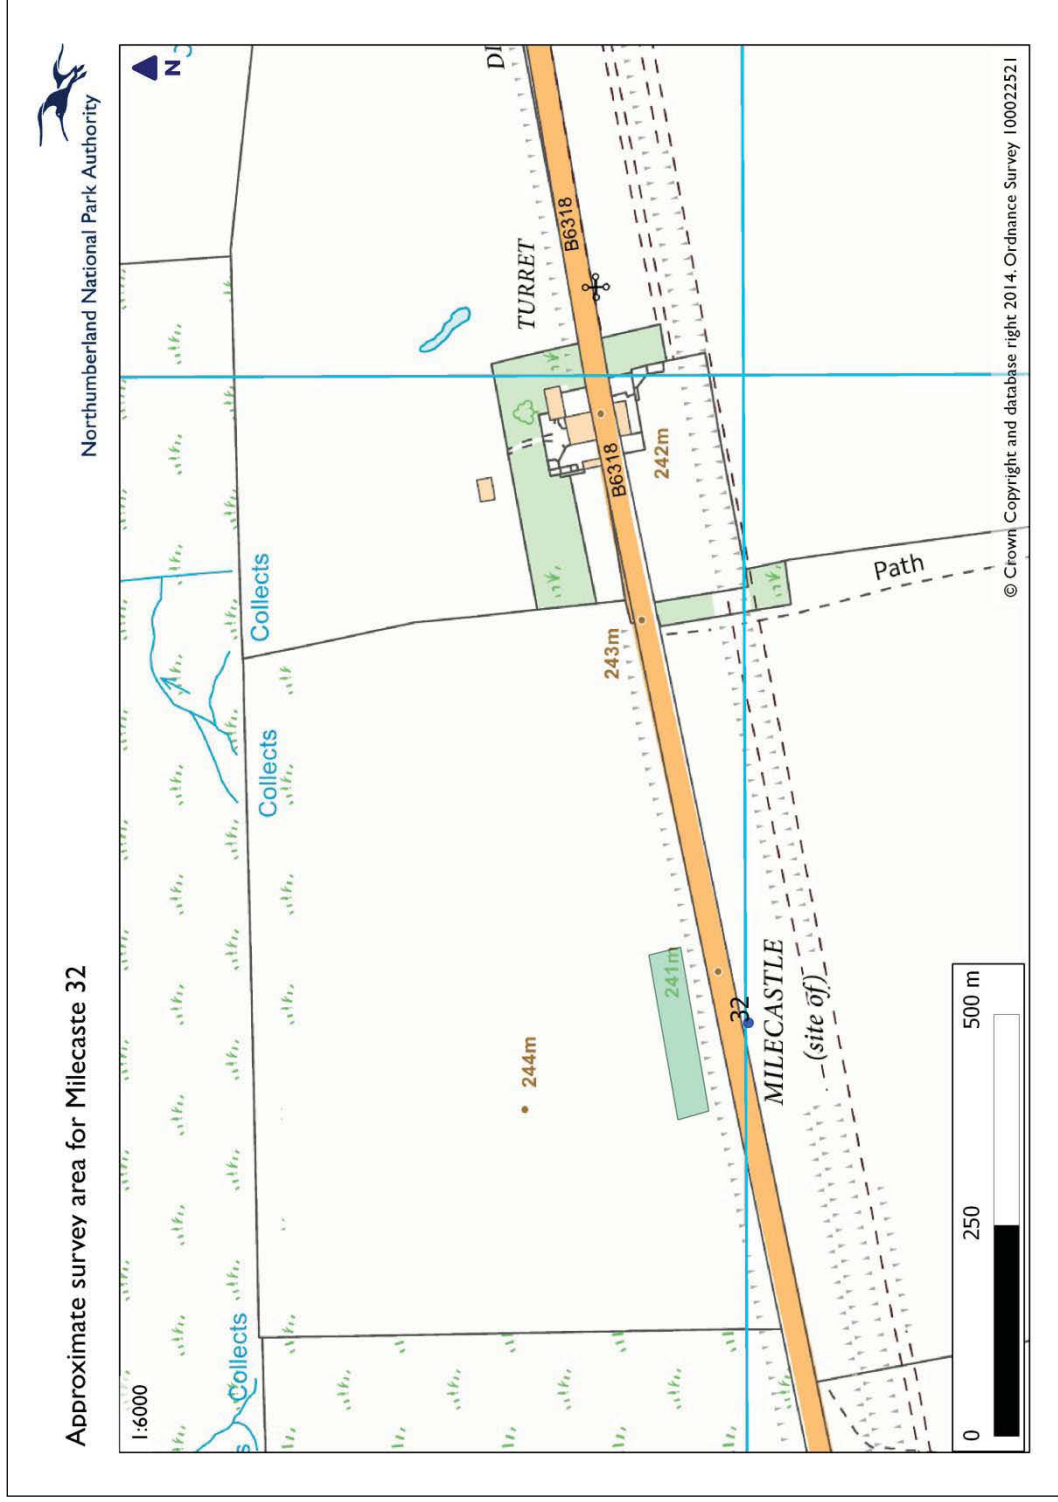 Approximate survey area for Milecaste 32
Northumberland National Park Authority
1:6000
N
Collects
Collects
Collects
s
DI
TURRET
B6318
B6318
242m
243m
244m
241m
32
MILECASTLE
(site of)
Path
0
250
500 m
© Crown Copyright and database right 2014. Ordnance Survey 100022521